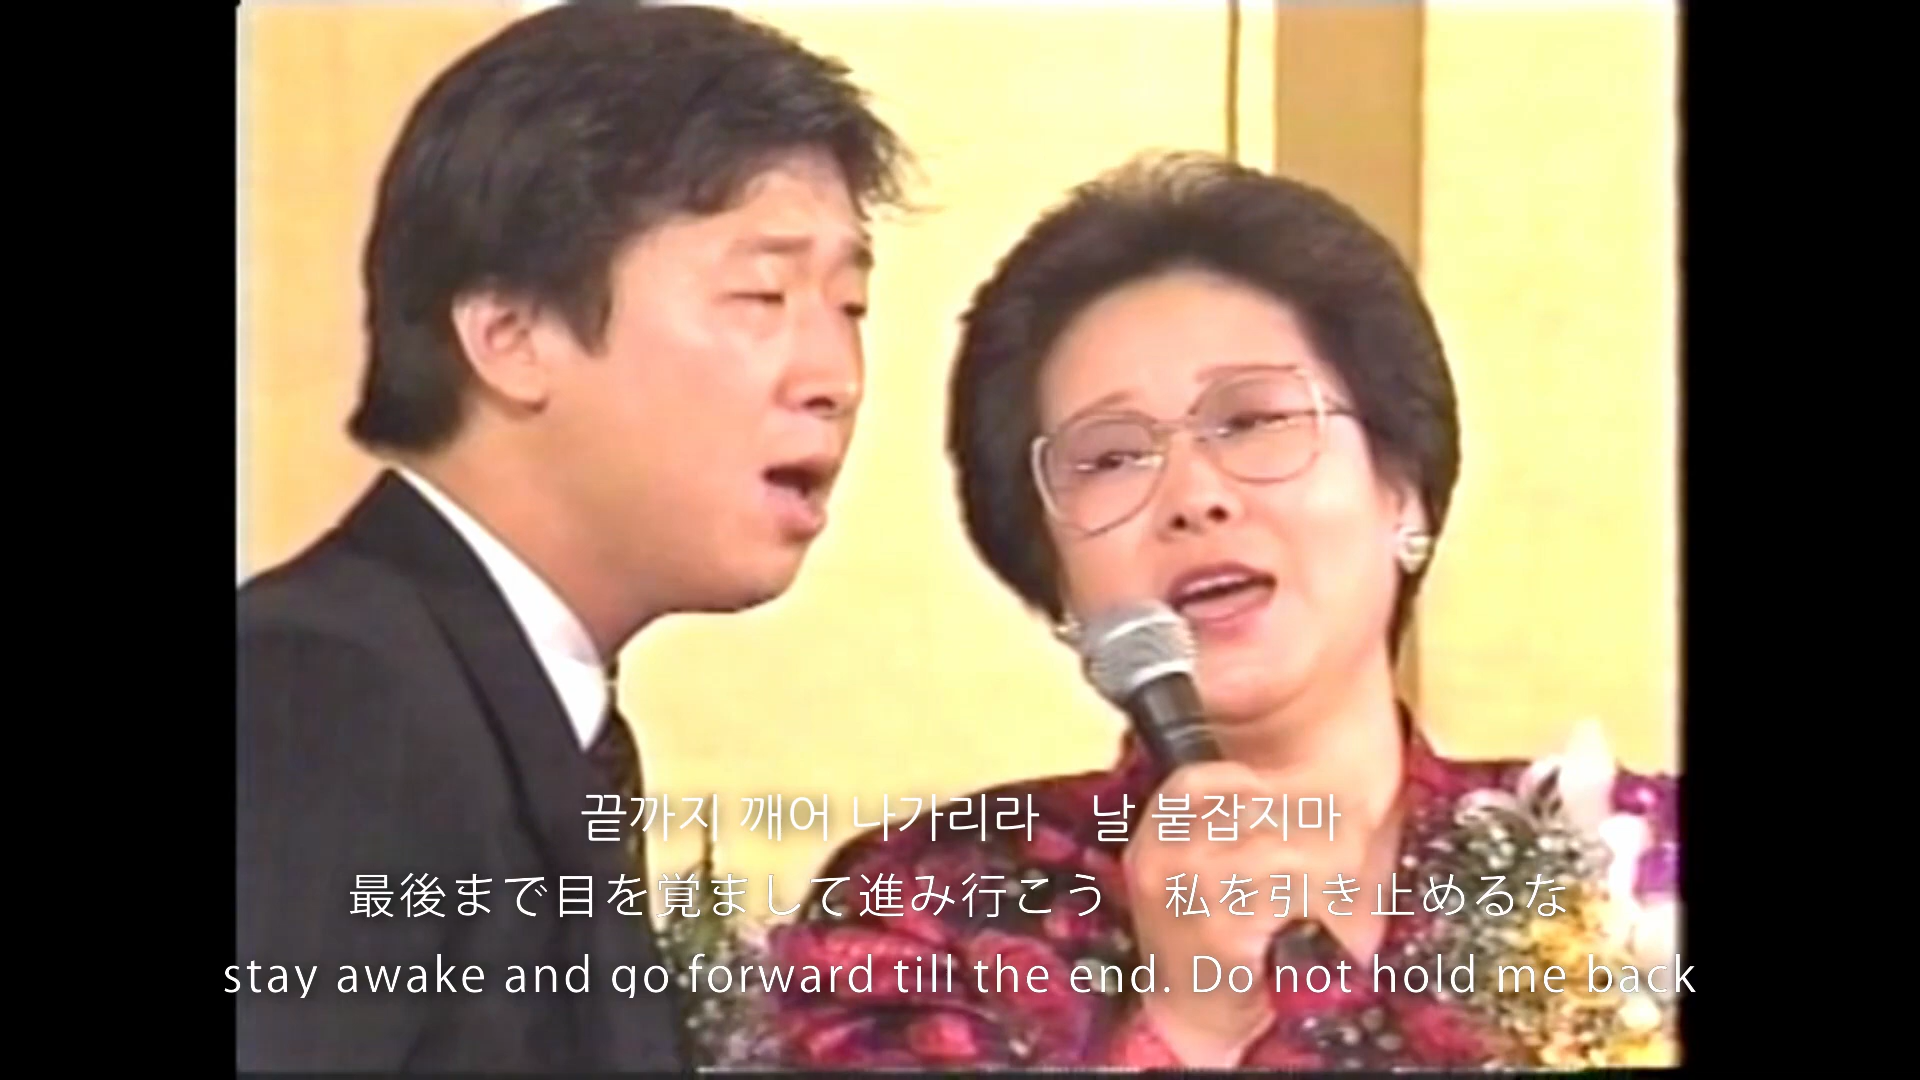 끝까지 깨어 나가리라　날 붙잡지마
最後まで目を覚まして進み行こう　私を引き止めるな
stay awake and go forward till the end. Do not hold me back